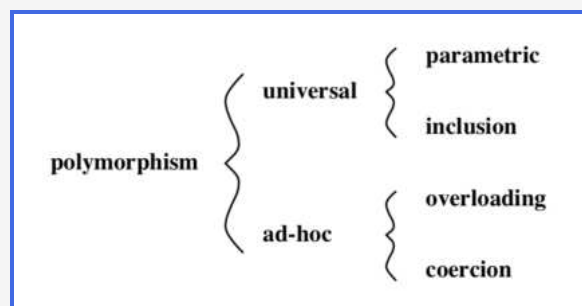 parametric
universal
inclusion
polymorphism
overloading
ad-hoc
coercion